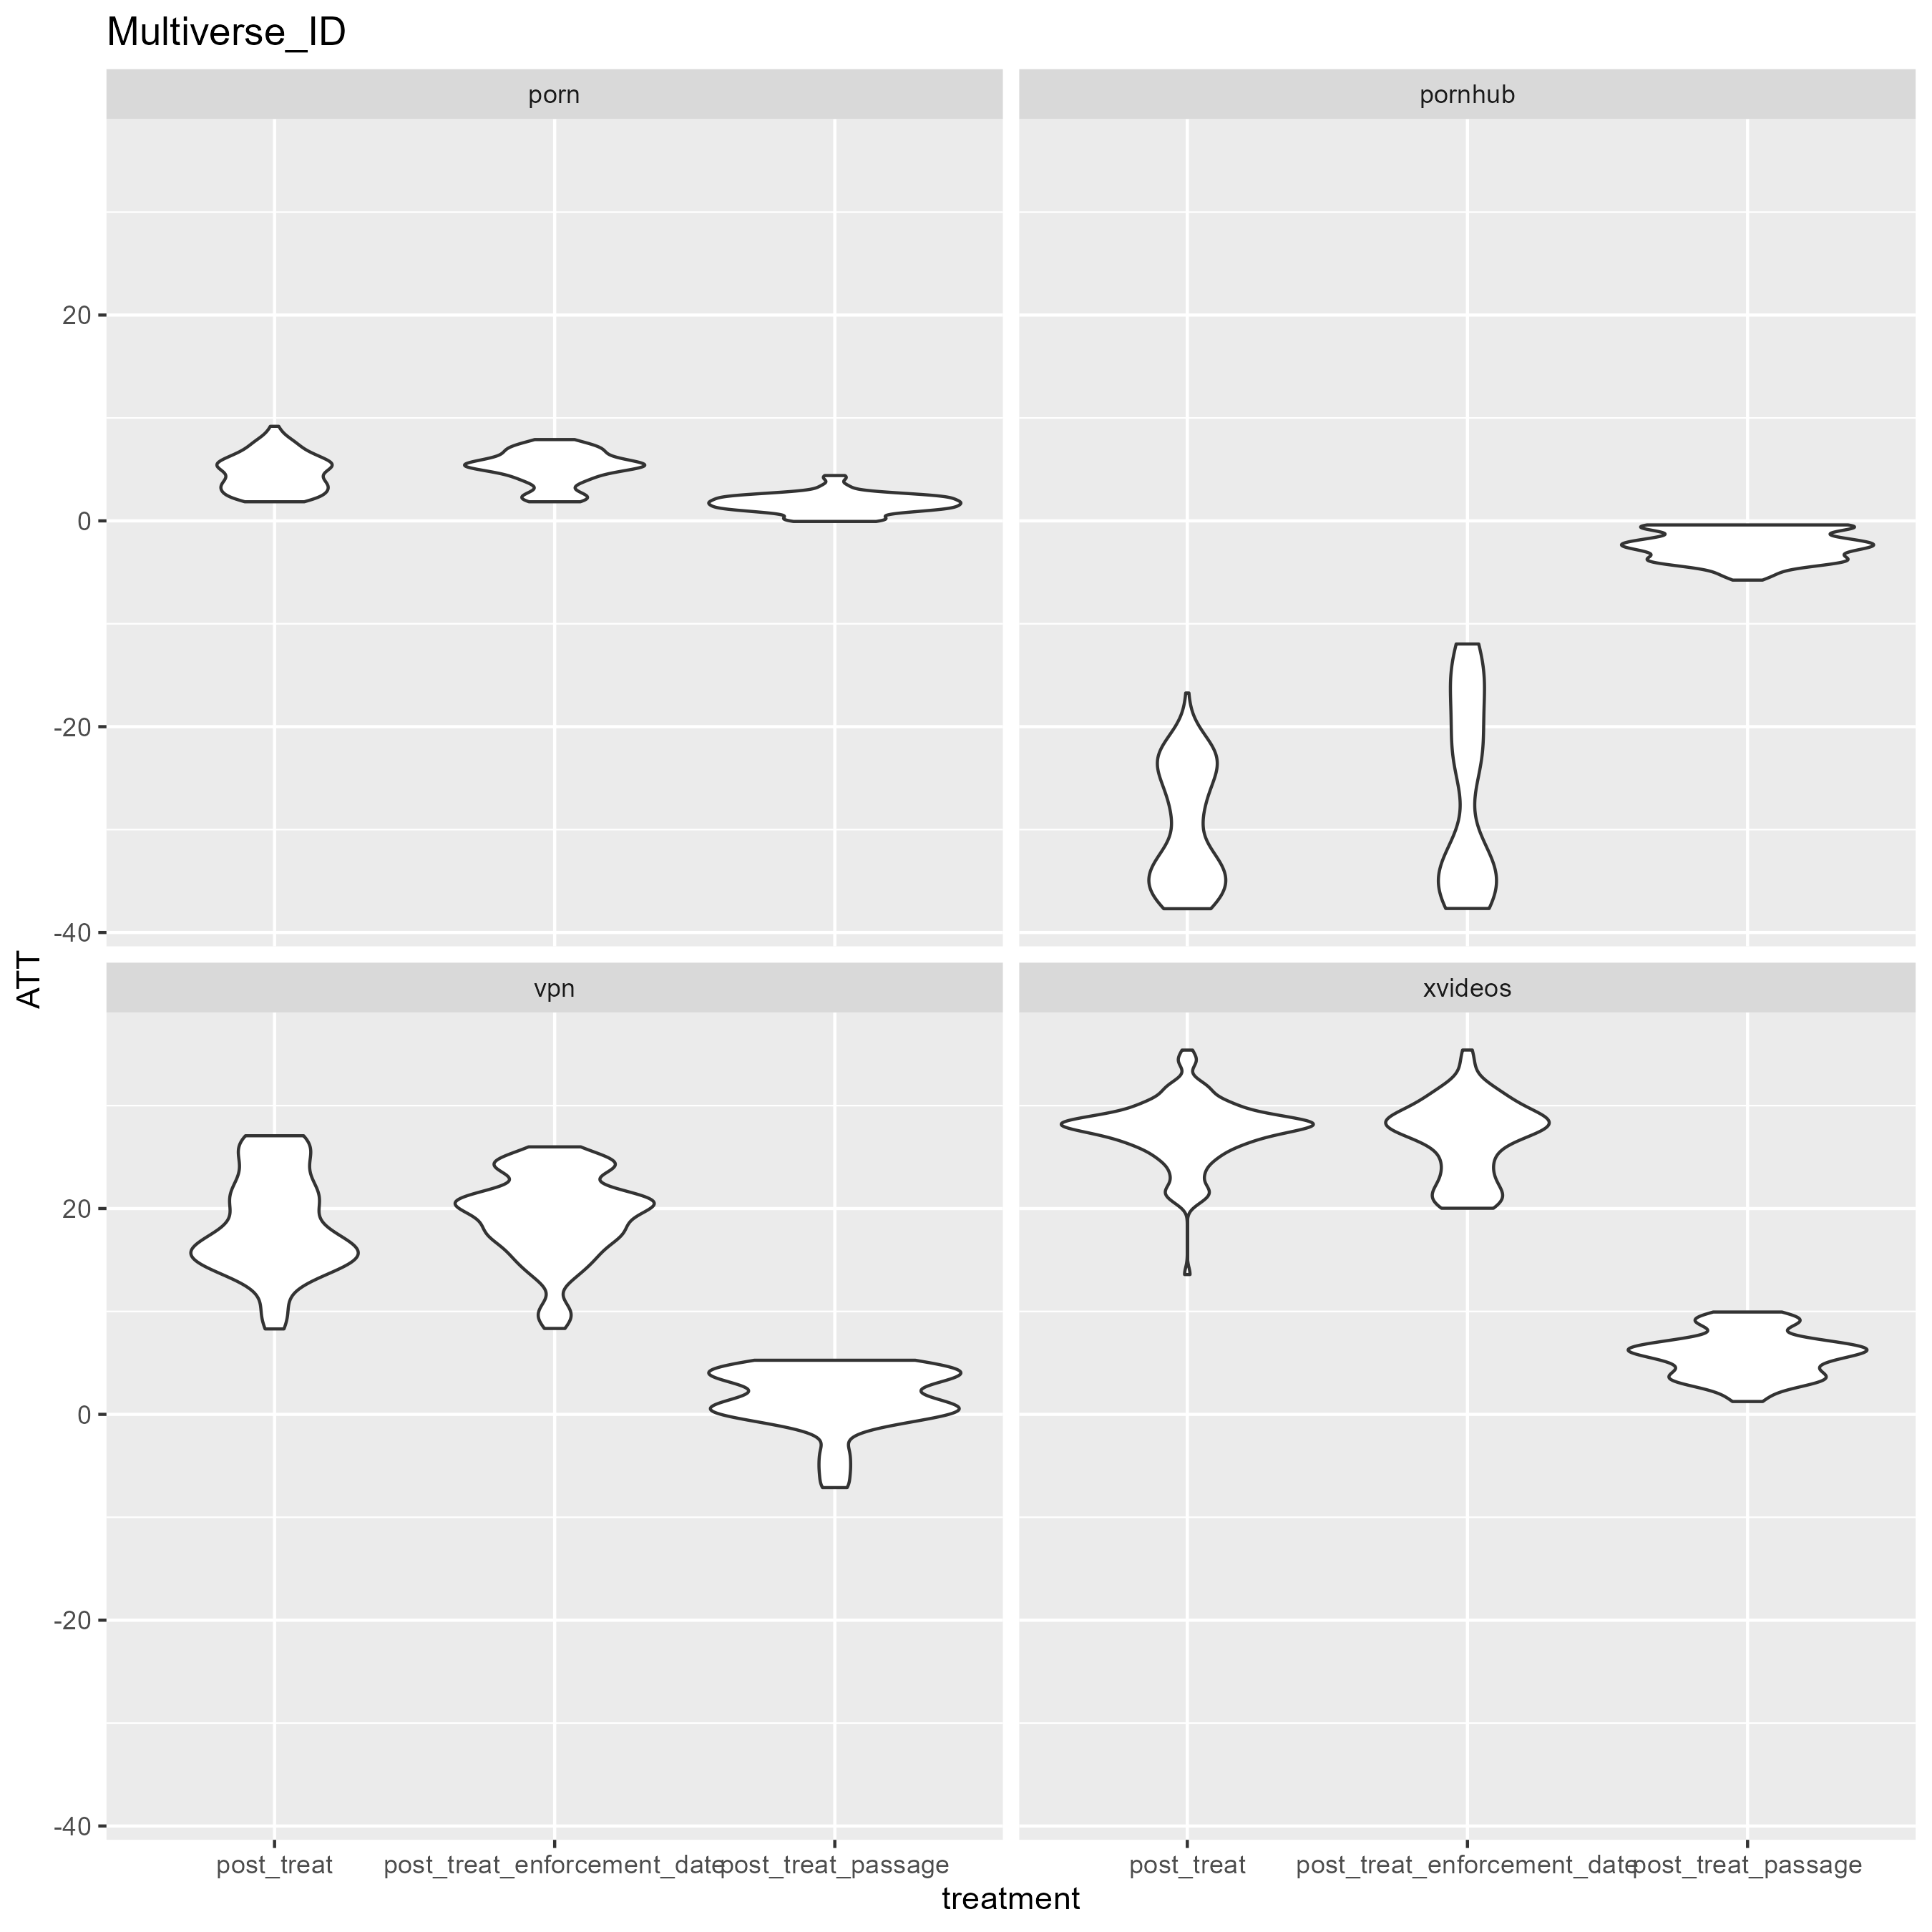 Multiverse_ID
porn
pornhub
20
0
-20
-40
ATT
vpn
xvideos
20
0
-20
-40
post_treat
post_treat_enforcement_date
post_treat_passage
post_treat
post_treat_enforcement_date
post_treat_passage
treatment